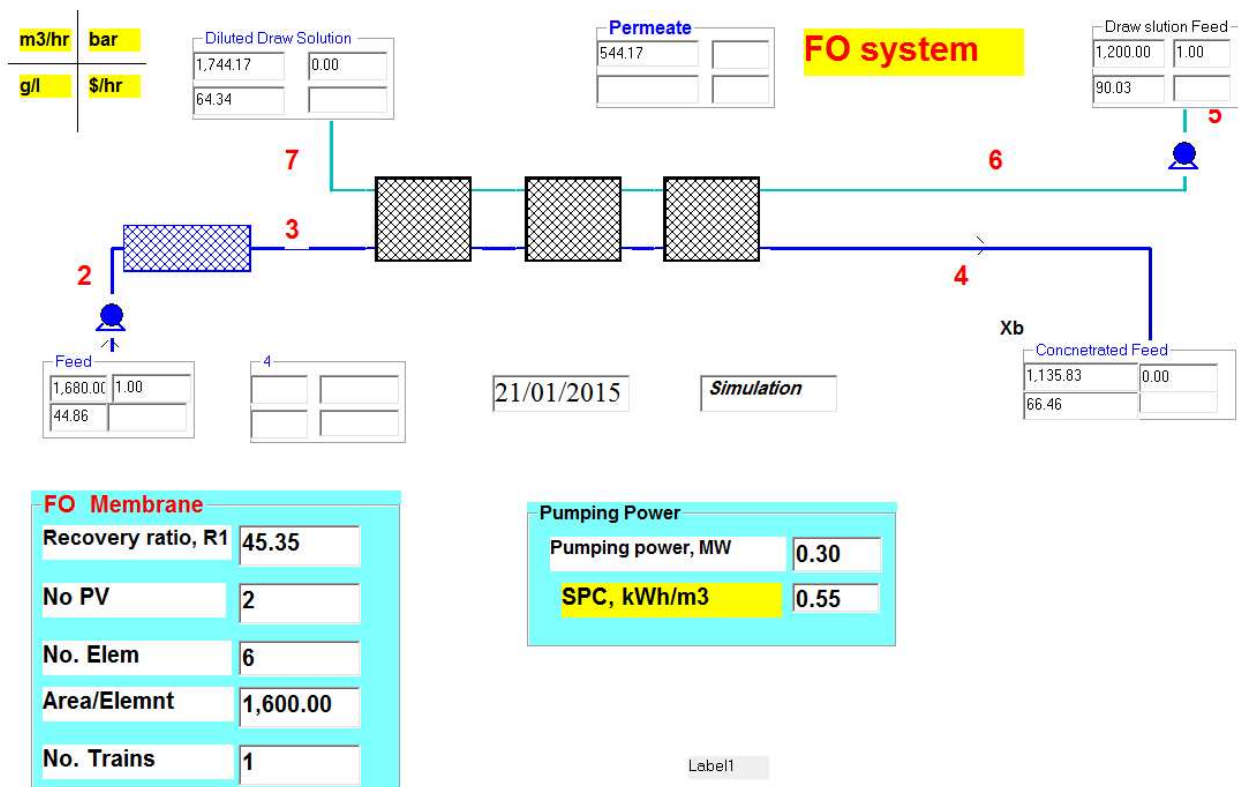 m3/hr bar
g/l $/hr
Diluted Draw Solution
1,744.17 0.00
64.34
Permeate
544.17
FO system
Draw slution Feed
1,200.00 1.00
90.03
5
7
6
3
2
4
Xb
Feed
1,680.00 1.00
44.86
4
21/01/2015
Simulation
Concnetrated Feed
1,135.83 0.00
66.46
FO Membrane
Recovery ratio, R1 45.35
No PV 2
No. Elem 6
Area/Elemnt 1,600.00
No. Trains 1
Pumping Power
Pumping power, MW 0.30
SPC, kWh/m3 0.55
Label1